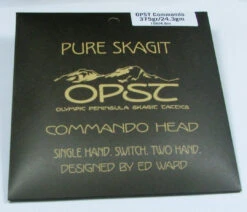 OPST Commando
375gr/24.3gm
PURE SKAGIT
OPST
OLYMPIC PENINSULA SKAGIT TACTICS
COMMANDO HEAD
SINGLE HAND, SWITCH, TWO HAND,
DESIGNED BY ED WARD